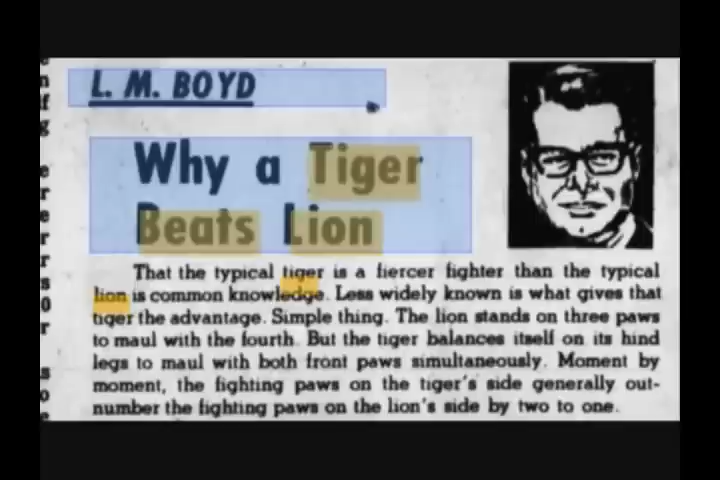 L. M. BOYD
Why a Tiger
Beats Lion
That the typical tiger is a fiercer fighter than the typical
lion is common knowledge. Less widely known is what gives that
tiger the advantage. Simple thing. The lion stands on three paws
to maul with the fourth. But the tiger balances itself on its hind
legs to maul with both front paws simultaneously. Moment by
moment, the fighting paws on the tiger's side generally out-
number the fighting paws on the lion's side by two to one.